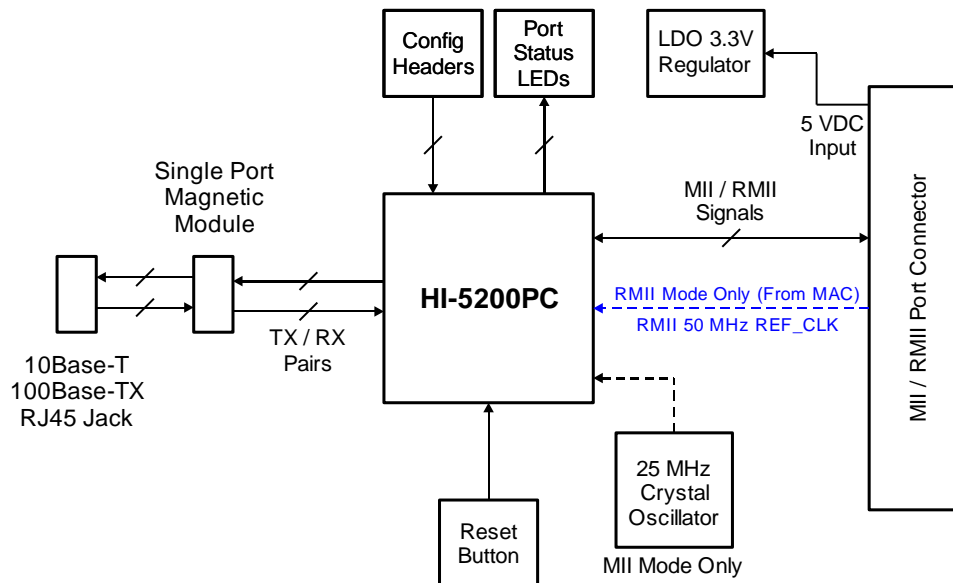 Config
Headers
Port
Status
LEDs
LDO 3.3V
Regulator
5 VDC
Input
Single Port
Magnetic
Module
MII / RMII
Signals
HI-5200PC
RMII Mode Only (From MAC)
RMII 50 MHz REF_CLK
MII / RMII Port Connector
TX / RX
Pairs
10Base-T
100Base-TX
RJ45 Jack
25 MHz
Crystal
Oscillator
Reset
Button
MII Mode Only